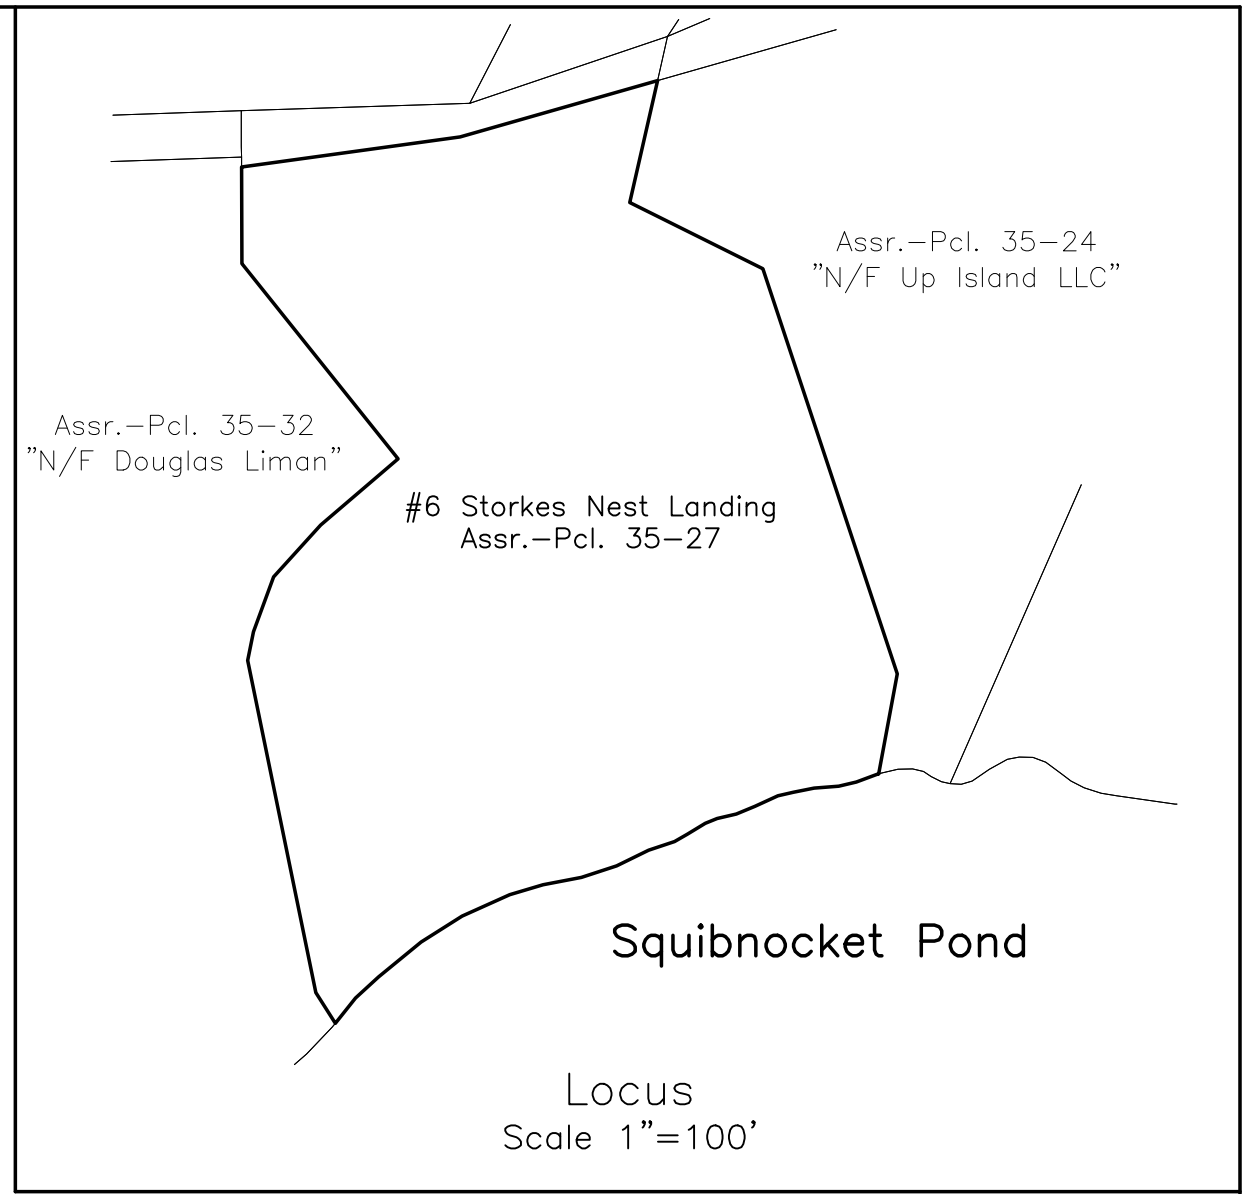 Assr.-Pcl. 35-24
"N/F Up Island LLC"
Assr.-Pcl. 35-32
"N/F Douglas Liman"
#6 Storkes Nest Landing
Assr.-Pcl. 35-27
Squibnocket Pond
Locus
Scale 1"=100'